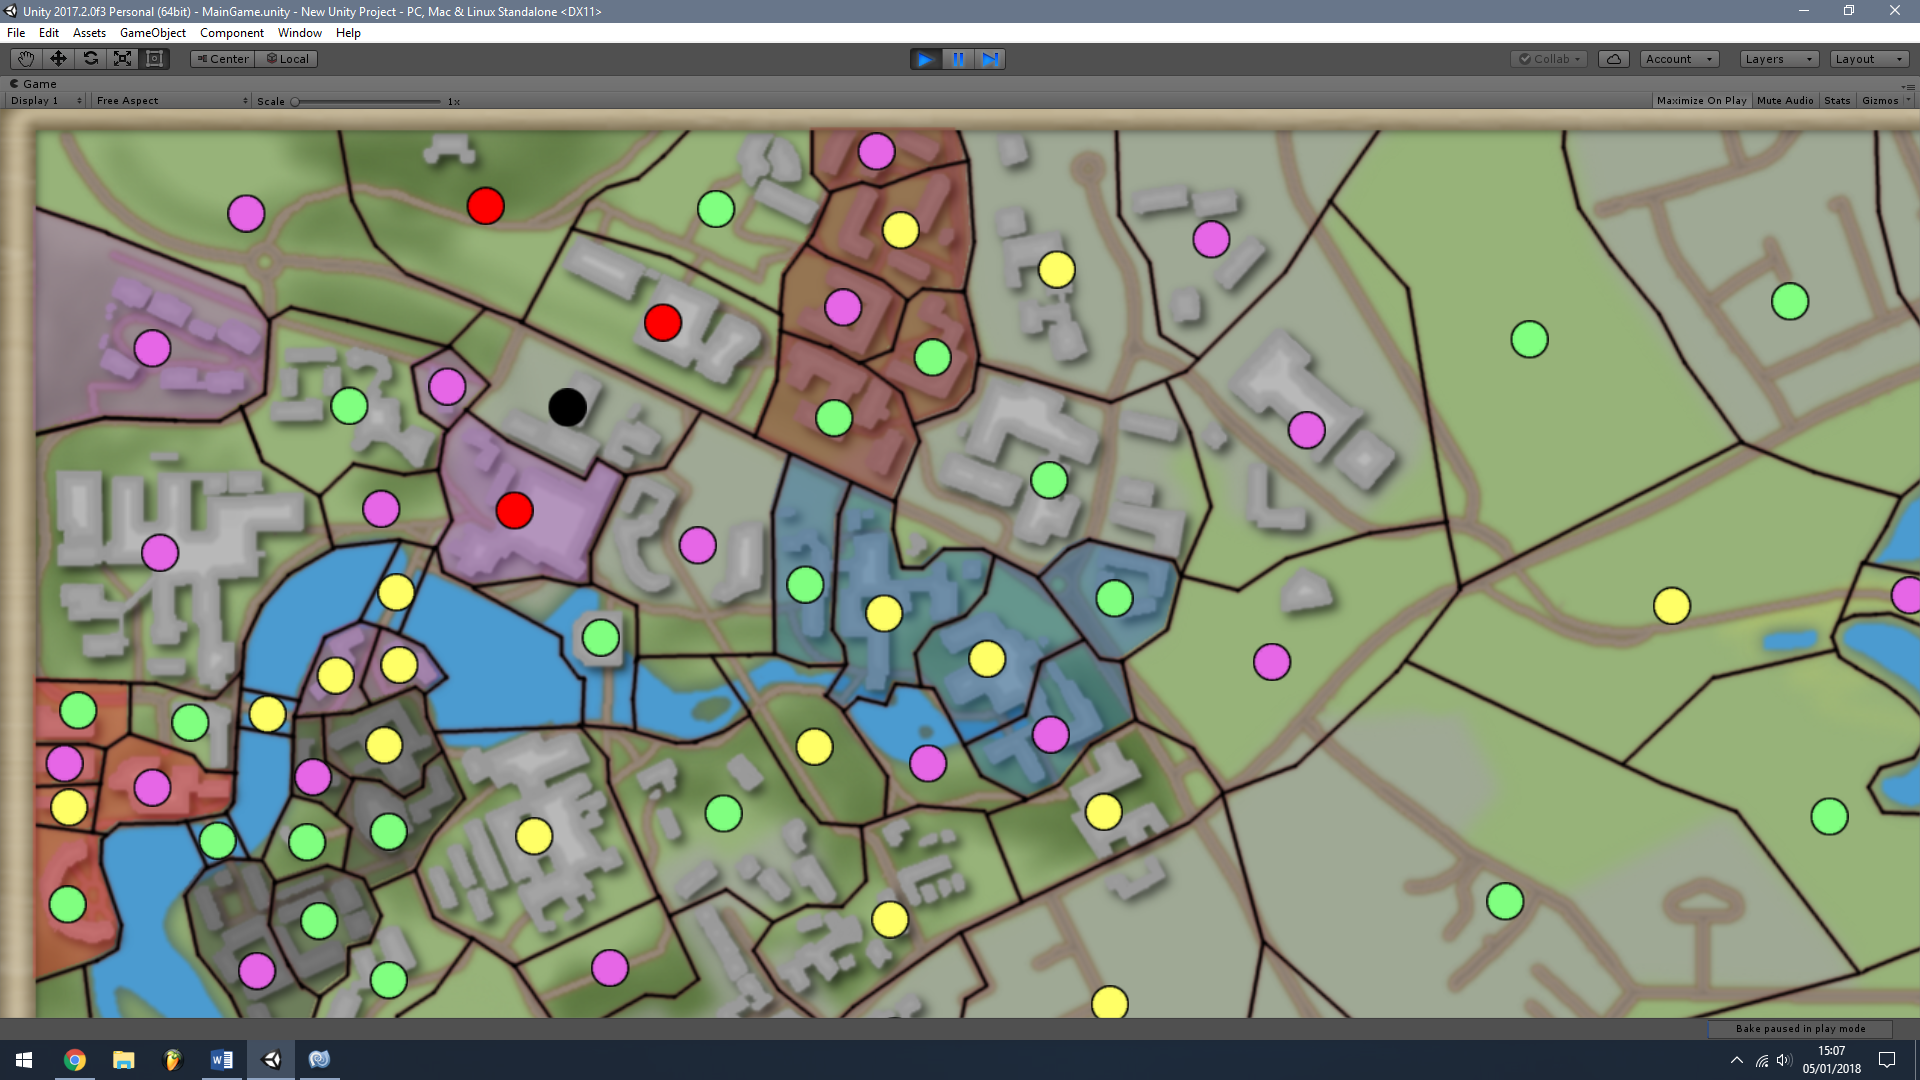 Unity 2017.2.0f3 Personal (64bit) - MainGame.unity - New Unity Project - PC, Mac & Linux Standalone <DX11>
File Edit Assets GameObject Component Window Help
Center Local Collab Account Layers Layout
Game
Display 1 Free Aspect Scale 1x Maximize On Play Mute Audio Stats Gizmos
Bake paused in play mode
15:07
05/01/2018